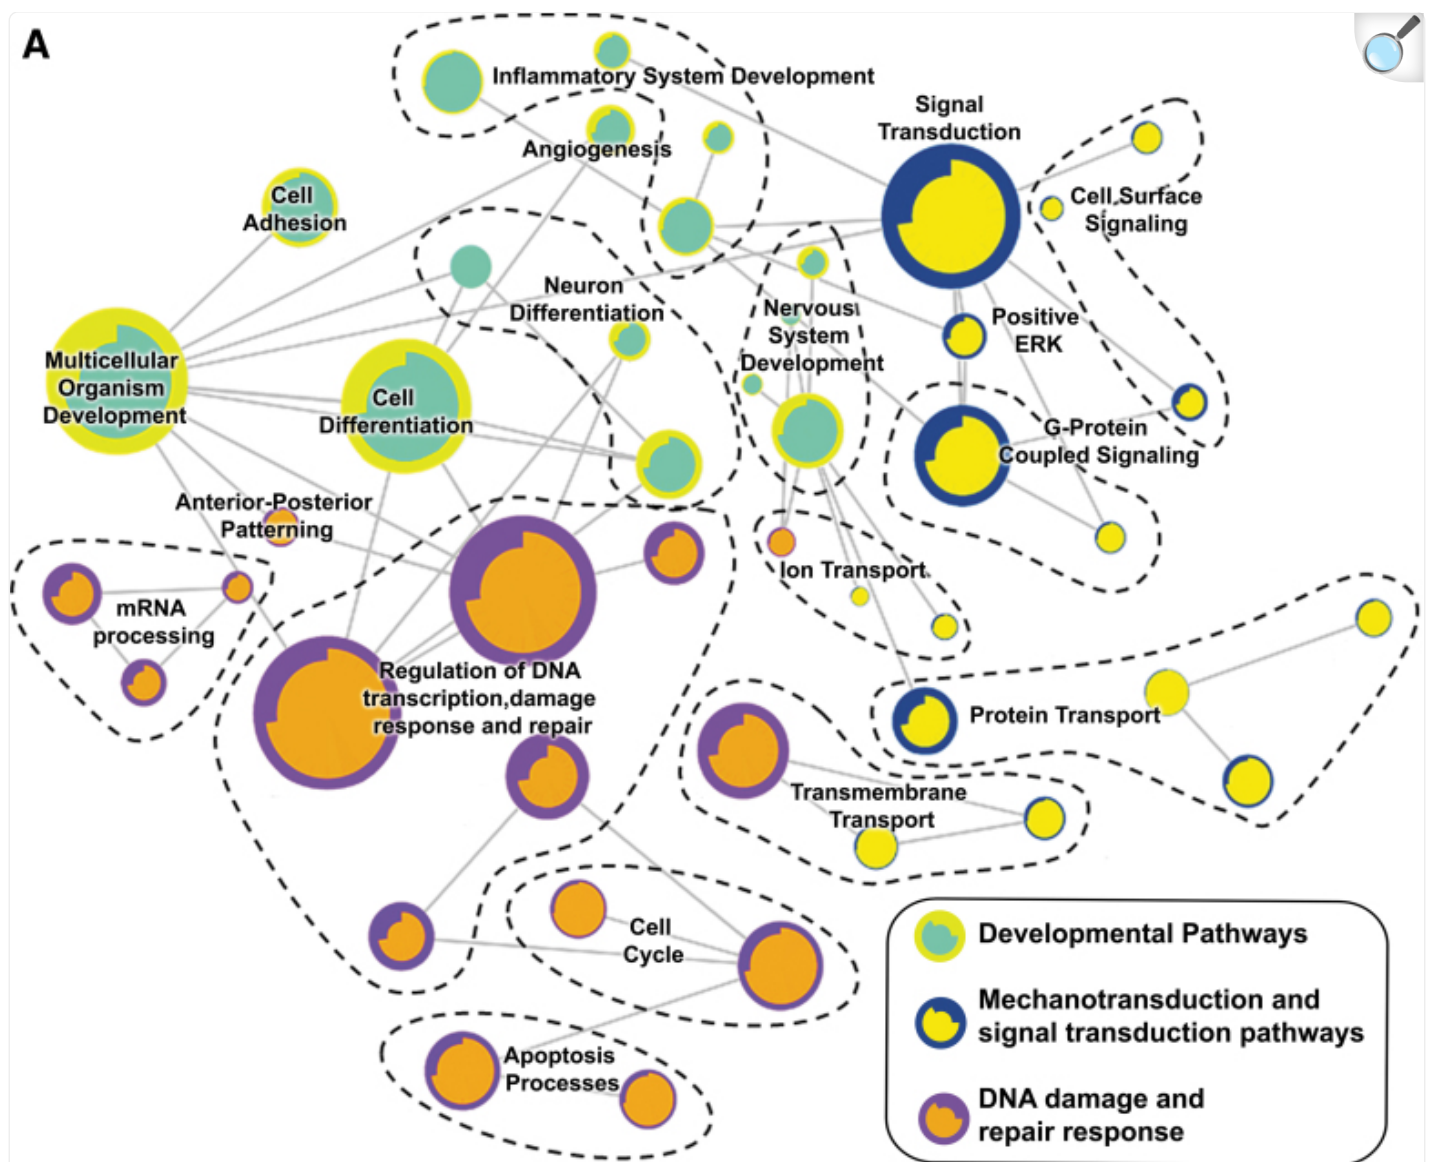 A
Inflammatory System Development
Angiogenesis
Signal
Transduction
Cell Surface
Signaling
Cell
Adhesion
Neuron
Differentiation
Nervous
System
Development
Positive
ERK
Multicellular
Organism
Development
Cell
Differentiation
G-Protein
Coupled Signaling
Anterior-Posterior
Patterning
Ion Transport
mRNA
processing
Regulation of DNA
transcription,damage
response and repair
Protein Transport
Transmembrane
Transport
Cell
Cycle
Apoptosis
Processes
Developmental Pathways
Mechanotransduction and
signal transduction pathways
DNA damage and
repair response